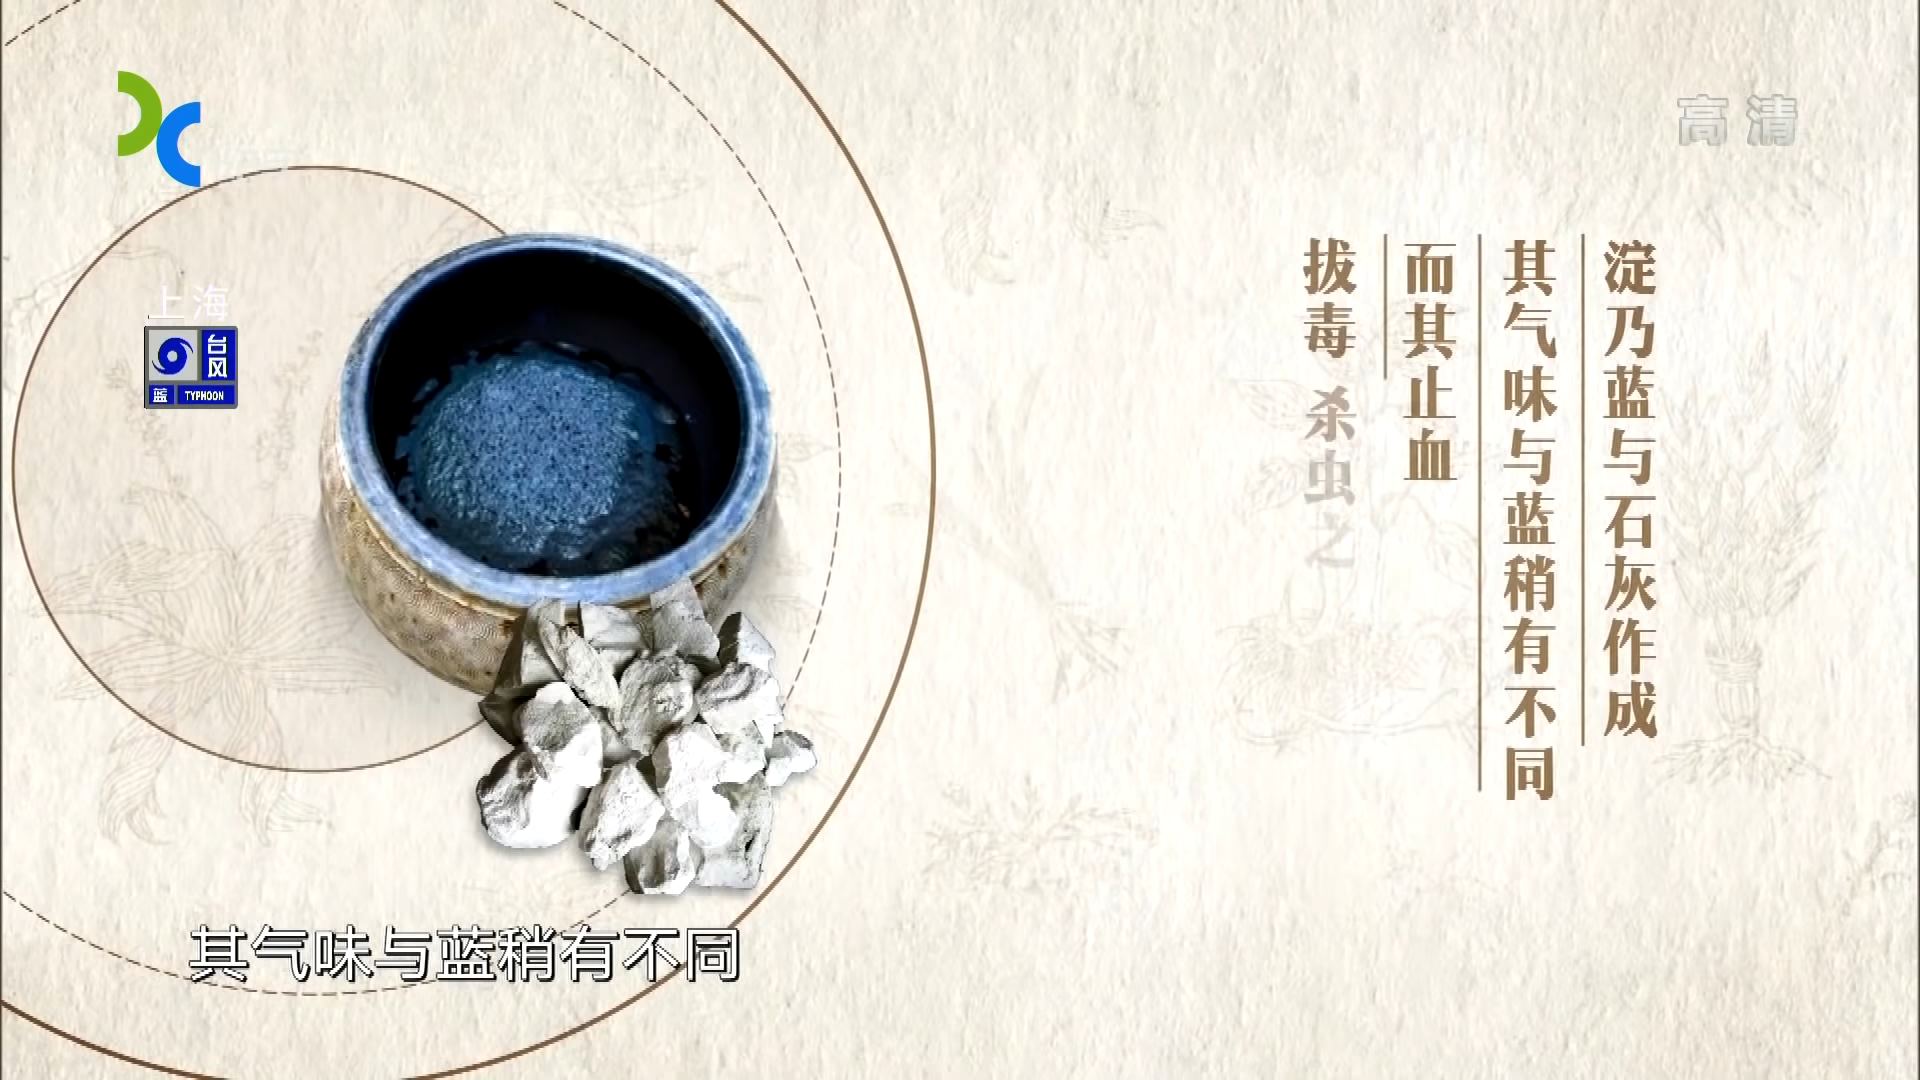 高清
上海
台风
蓝 TYPHOON
淀乃蓝与石灰作成
其气味与蓝稍有不同
而其止血
拔毒 杀虫之
其气味与蓝稍有不同